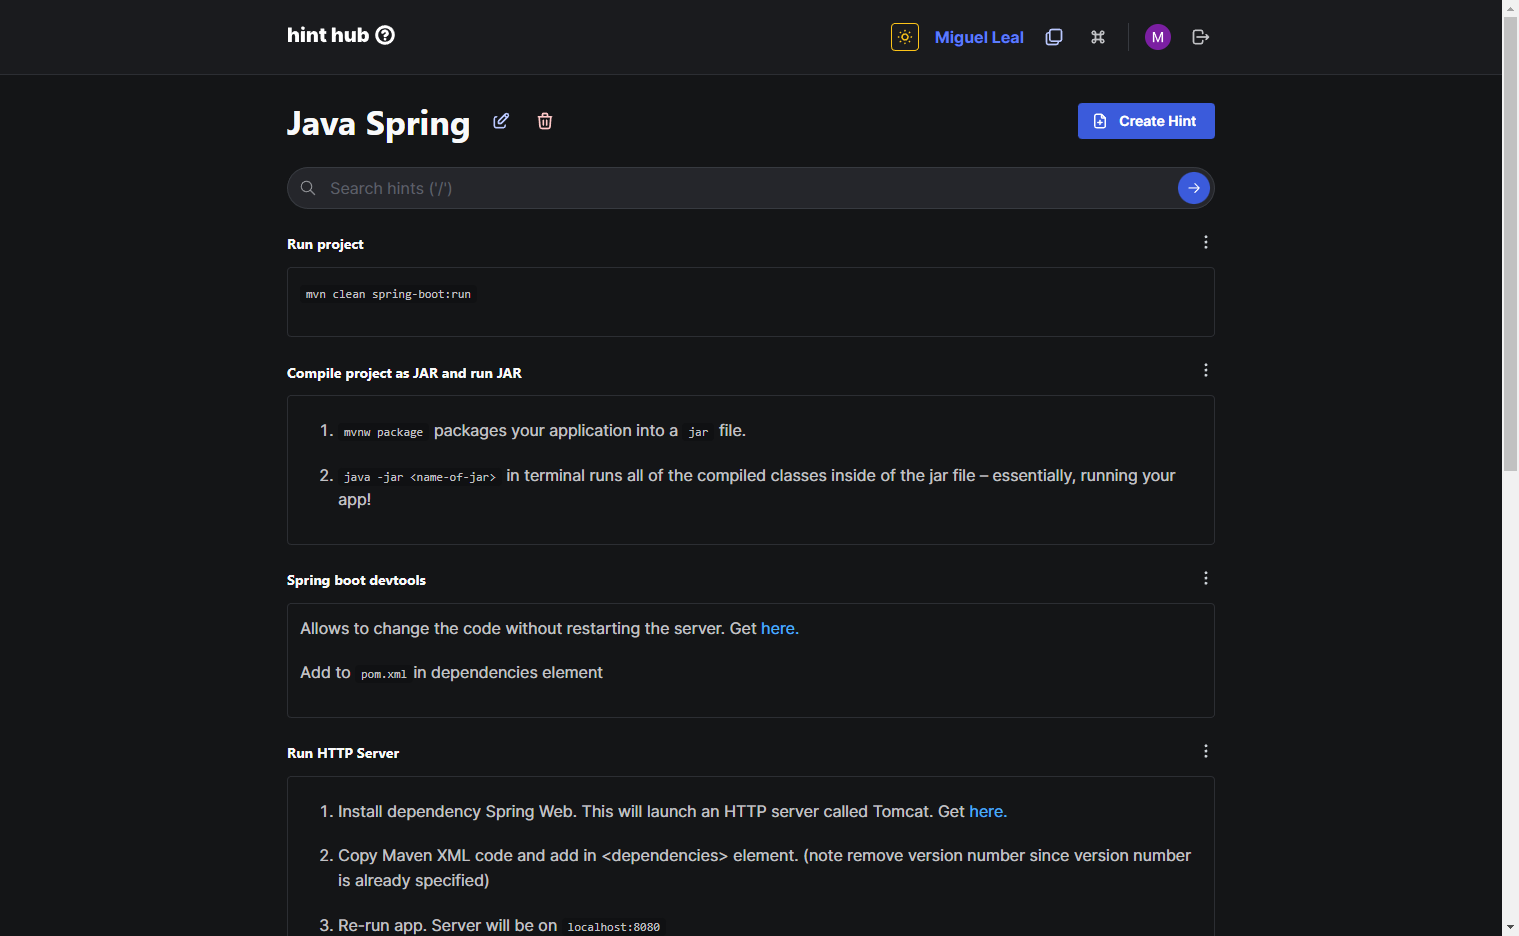 hint hub
Miguel Leal
M
Java Spring
Create Hint
Search hints ('/')
Run project
mvn clean spring-boot:run
Compile project as JAR and run JAR
1. mvnw package packages your application into a jar file.
2. java -jar <name-of-jar> in terminal runs all of the compiled classes inside of the jar file – essentially, running your
app!
Spring boot devtools
Allows to change the code without restarting the server. Get here.
Add to pom.xml in dependencies element
Run HTTP Server
1. Install dependency Spring Web. This will launch an HTTP server called Tomcat. Get here.
2. Copy Maven XML code and add in <dependencies> element. (note remove version number since version number
is already specified)
3. Re-run app. Server will be on localhost:8080